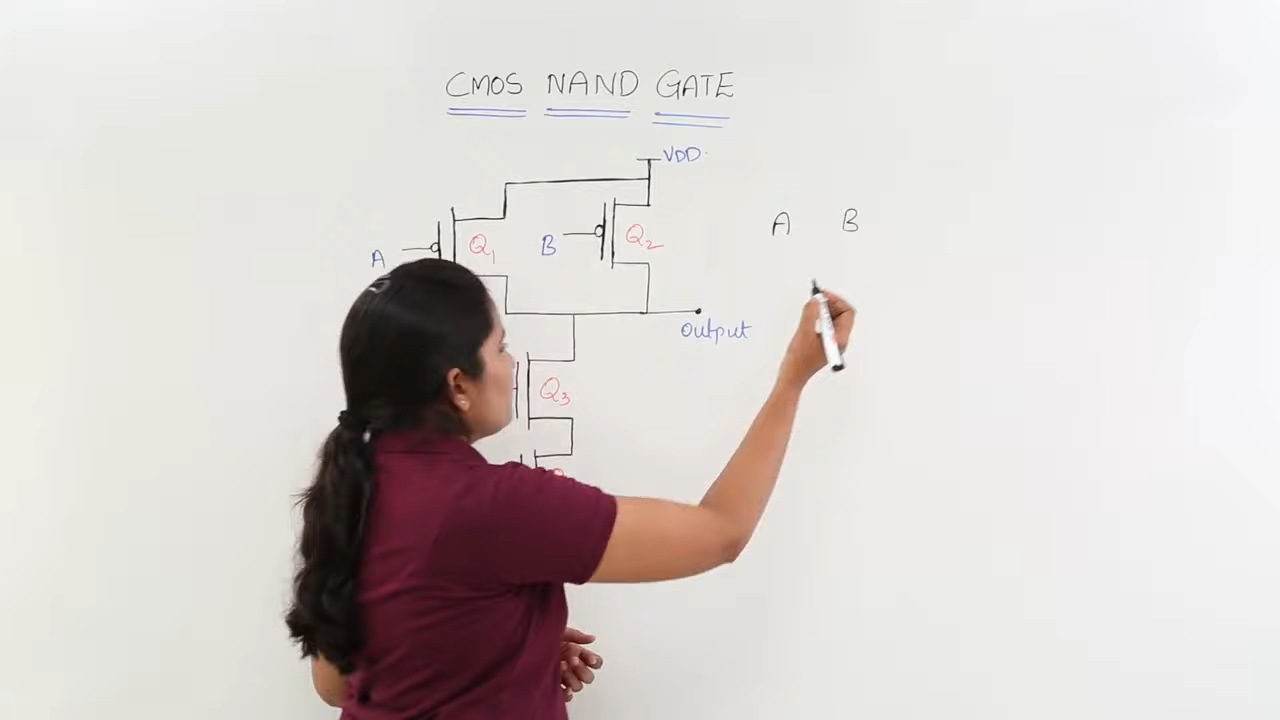 CMOS NAND GATE
VDD
A B
Q1 B Q2
A
Output
Q3